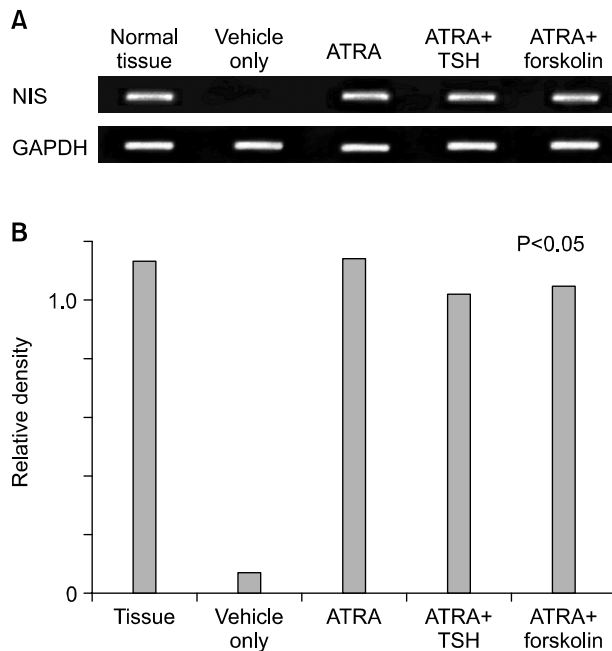 A
Normal tissue
Vehicle only
ATRA
ATRA+ TSH
ATRA+ forskolin
NIS
GAPDH
B
P<0.05
1.0
Relative density
0
Tissue
Vehicle only
ATRA
ATRA+ TSH
ATRA+ forskolin